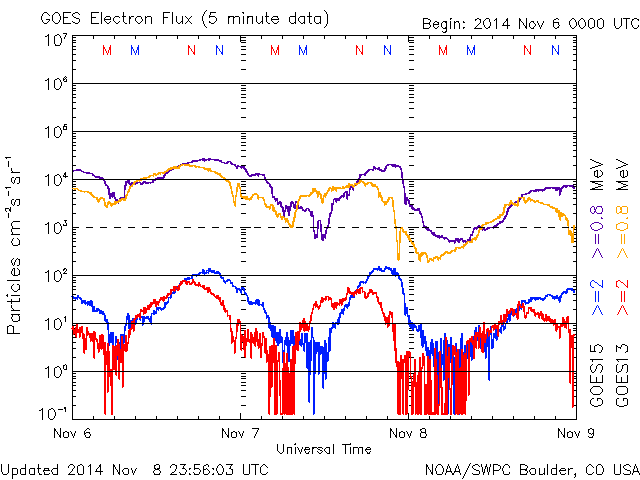 GOES Electron Flux (5 minute data)
Begin: 2014 Nov 6 0000 UTC
M M N N M M N N M M N N
10⁷
10⁶
10⁵
10⁴
10³
10²
10¹
10⁰
10⁻¹
Particles cm⁻²s⁻¹sr⁻¹
GOES15 >=2 >=0.8 MeV
GOES13 >=2 >=0.8 MeV
Nov 6 Nov 7 Nov 8 Nov 9
Universal Time
Updated 2014 Nov 8 23:56:03 UTC
NOAA/SWPC Boulder, CO USA